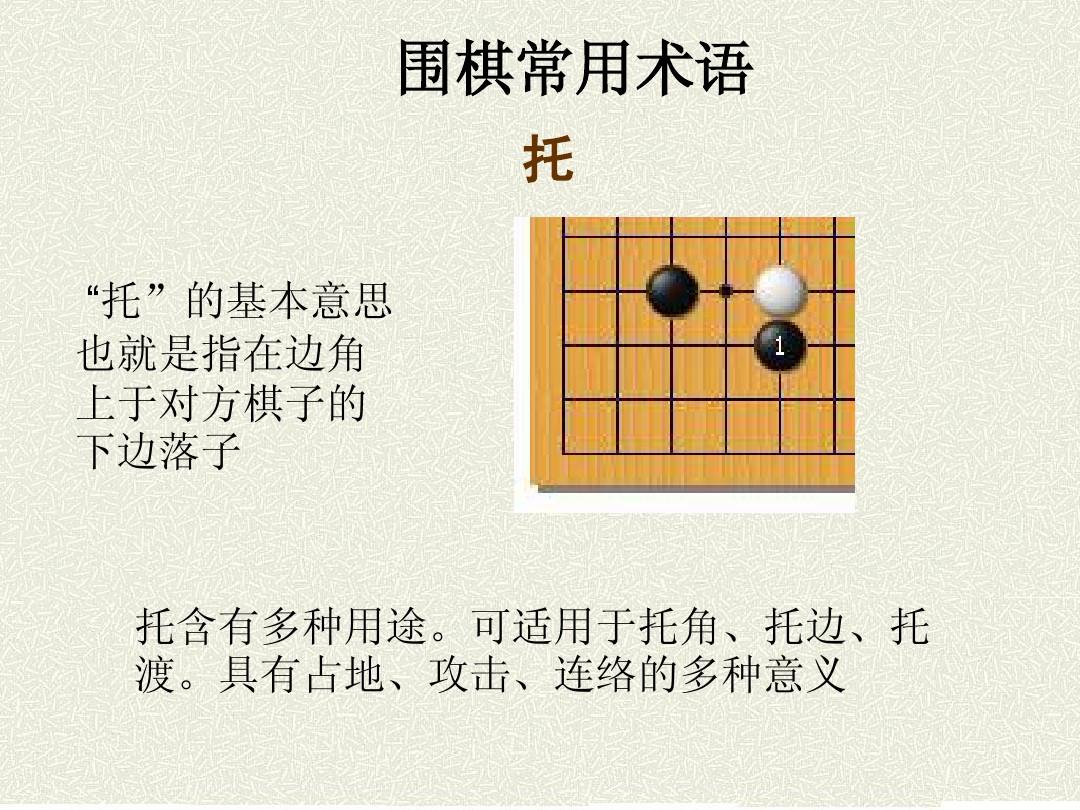 围棋常用术语
托
“托”的基本意思
也就是指在边角
上于对方棋子的
下边落子
1
托含有多种用途。可适用于托角、托边、托
渡。具有占地、攻击、连络的多种意义